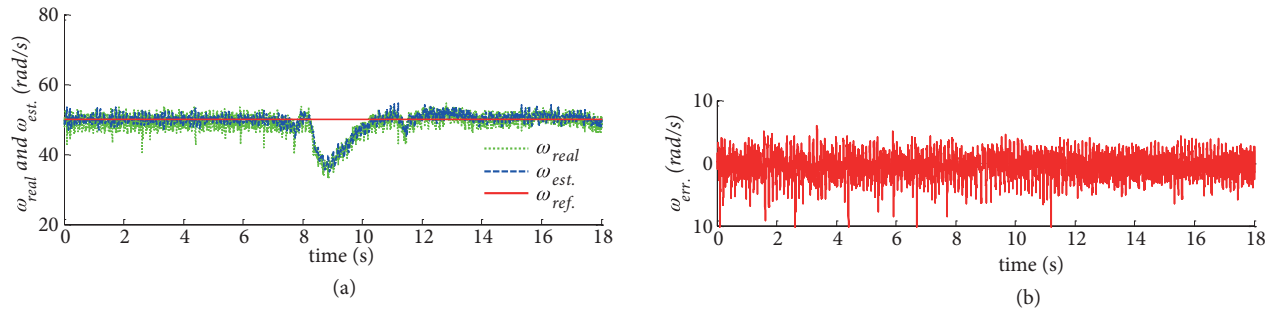 80
60
40
20
ω_real and ω_est. (rad/s)
ω_real
ω_est.
ω_ref.
0 2 4 6 8 10 12 14 16 18
time (s)
(a)
10
0
10
ω_err. (rad/s)
0 2 4 6 8 10 12 14 16 18
time (s)
(b)